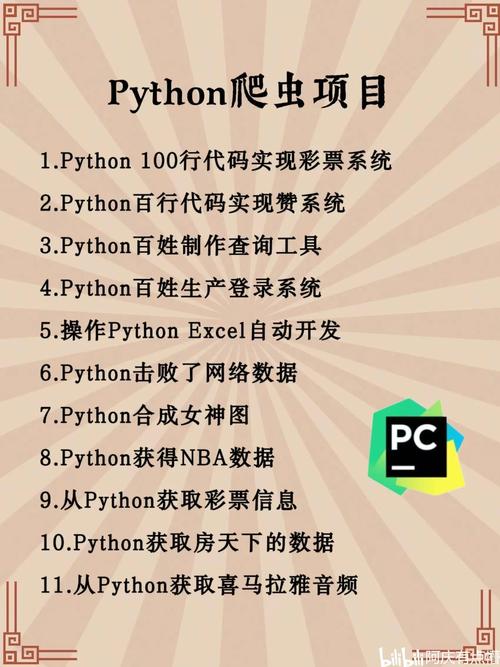 Python爬虫项目
1.Python 100行代码实现彩票系统
2.Python百行代码实现赞系统
3.Python百姓制作查询工具
4.Python百姓生产登录系统
5.操作Python Excel自动开发
6.Python击败了网络数据
7.Python合成女神图
8.Python获得NBA数据
PC
9.从Python获取彩票信息
10.Python获取房天下的数据
11.从Python获取喜马拉雅音频
bilibili 阿庆有